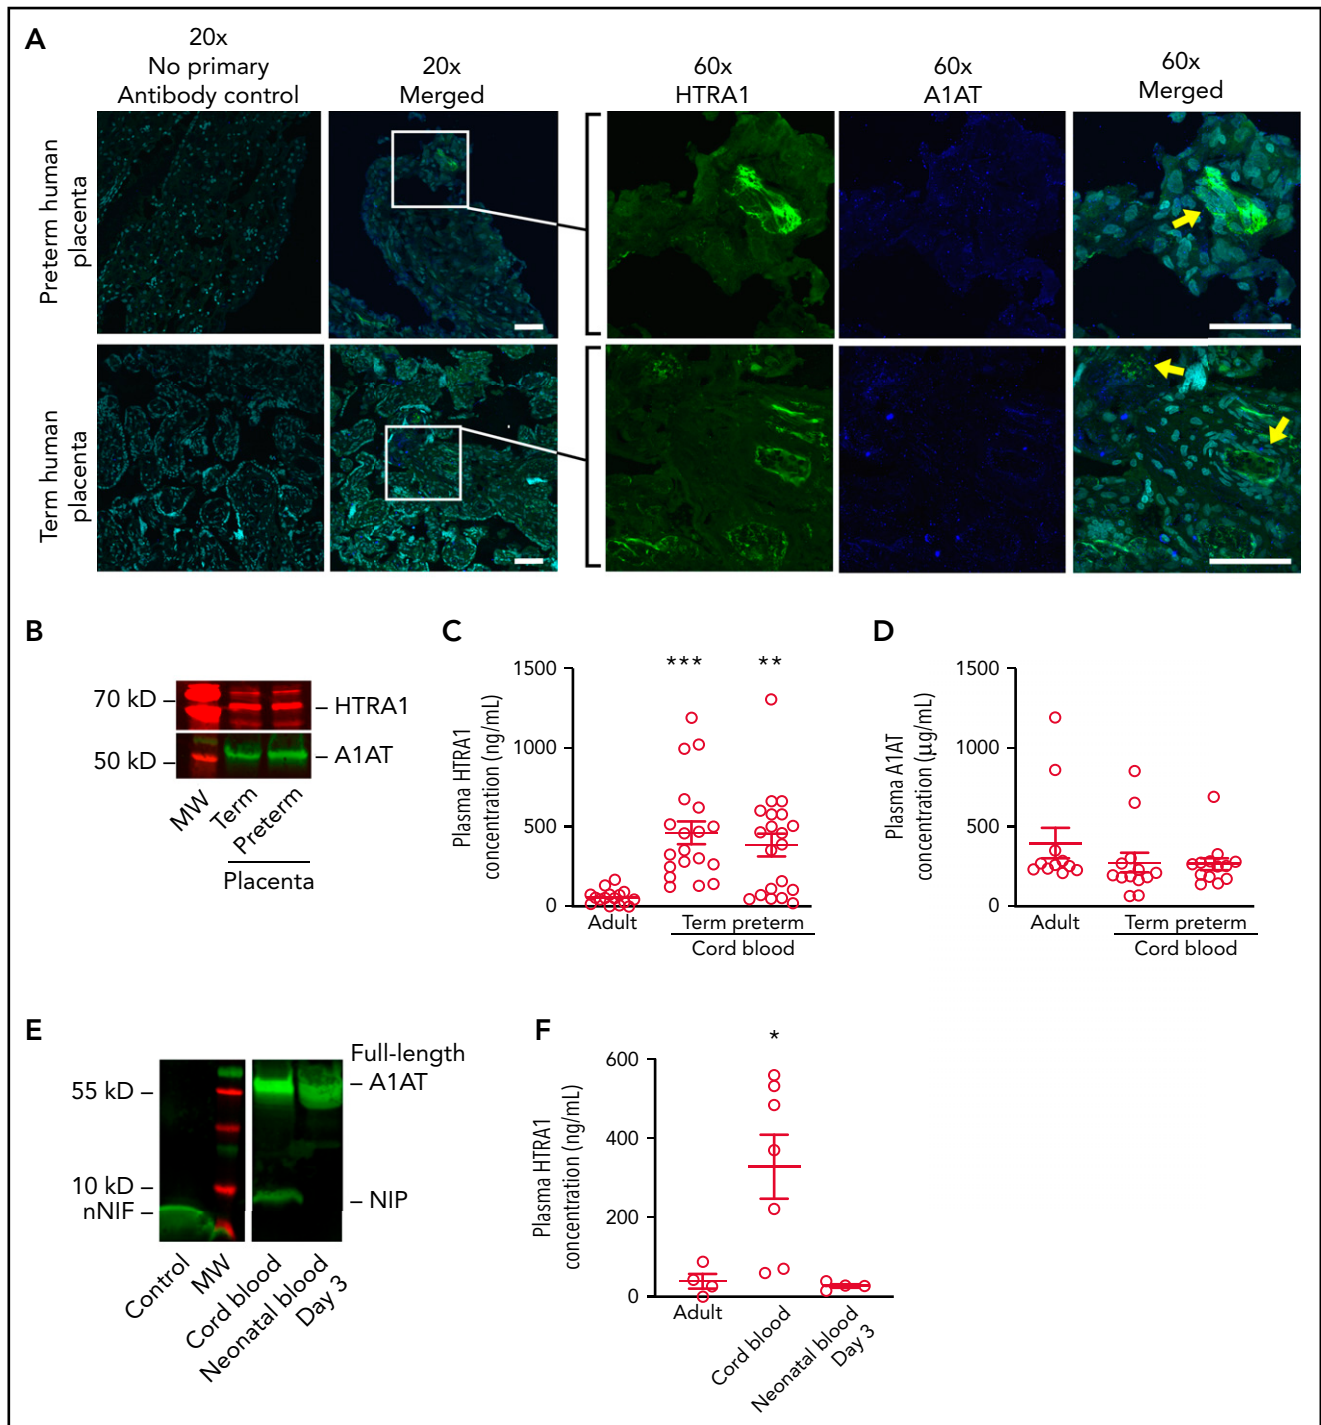 A
20x
No primary
Antibody control
20x
Merged
60x
HTRA1
60x
A1AT
60x
Merged
Preterm human
placenta
Term human
placenta
B
70 kD –
– HTRA1
50 kD –
– A1AT
MW
Term
Preterm
Placenta
C
Plasma HTRA1
concentration (ng/mL)
1500
1000
500
0
***
**
Adult
Term preterm
Cord blood
D
Plasma A1AT
concentration (µg/mL)
1500
1000
500
0
Adult
Term preterm
Cord blood
E
Full-length
55 kD –
– A1AT
10 kD –
nNIF –
– NIP
Control
MW
Cord blood
Neonatal blood
Day 3
F
Plasma HTRA1
concentration (ng/mL)
600
400
200
0
*
Adult
Cord blood
Neonatal blood
Day 3